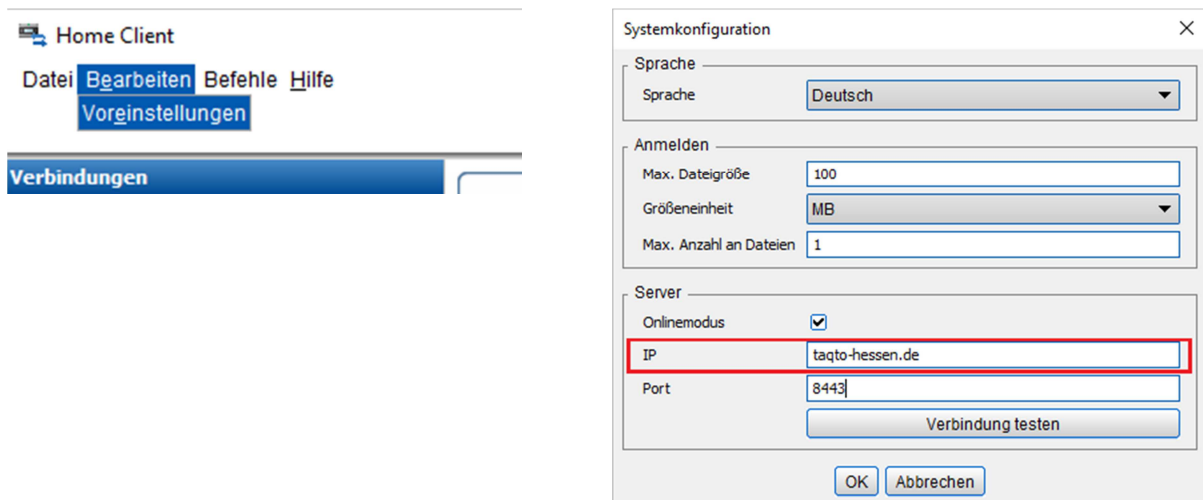 Home Client
Datei Bearbeiten Befehle Hilfe
Voreinstellungen
Verbindungen
Systemkonfiguration
Sprache
Sprache Deutsch
Anmelden
Max. Dateigröße 100
Größeneinheit MB
Max. Anzahl an Dateien 1
Server
Onlinemodus
IP taqto-hessen.de
Port 8443
Verbindung testen
OK Abbrechen